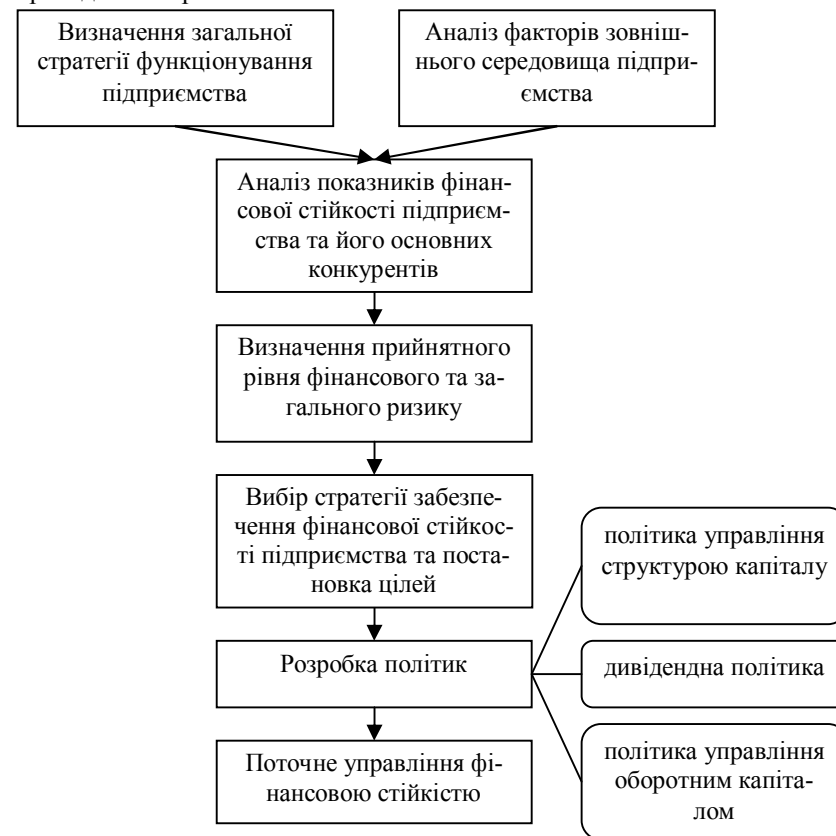 Визначення загальної
стратегії функціонування
підприємства
Аналіз факторів зовніш-
нього середовища підпри-
ємства
Аналіз показників фінан-
сової стійкості підприєм-
ства та його основних
конкурентів
Визначення прийнятного
рівня фінансового та за-
гального ризику
Вибір стратегії забезпе-
чення фінансової стійкос-
ті підприємства та поста-
новка цілей
політика управління
структурою капіталу
Розробка політик
дивідендна політика
Поточне управління фі-
нансовою стійкістю
політика управління
оборотним капіта-
лом